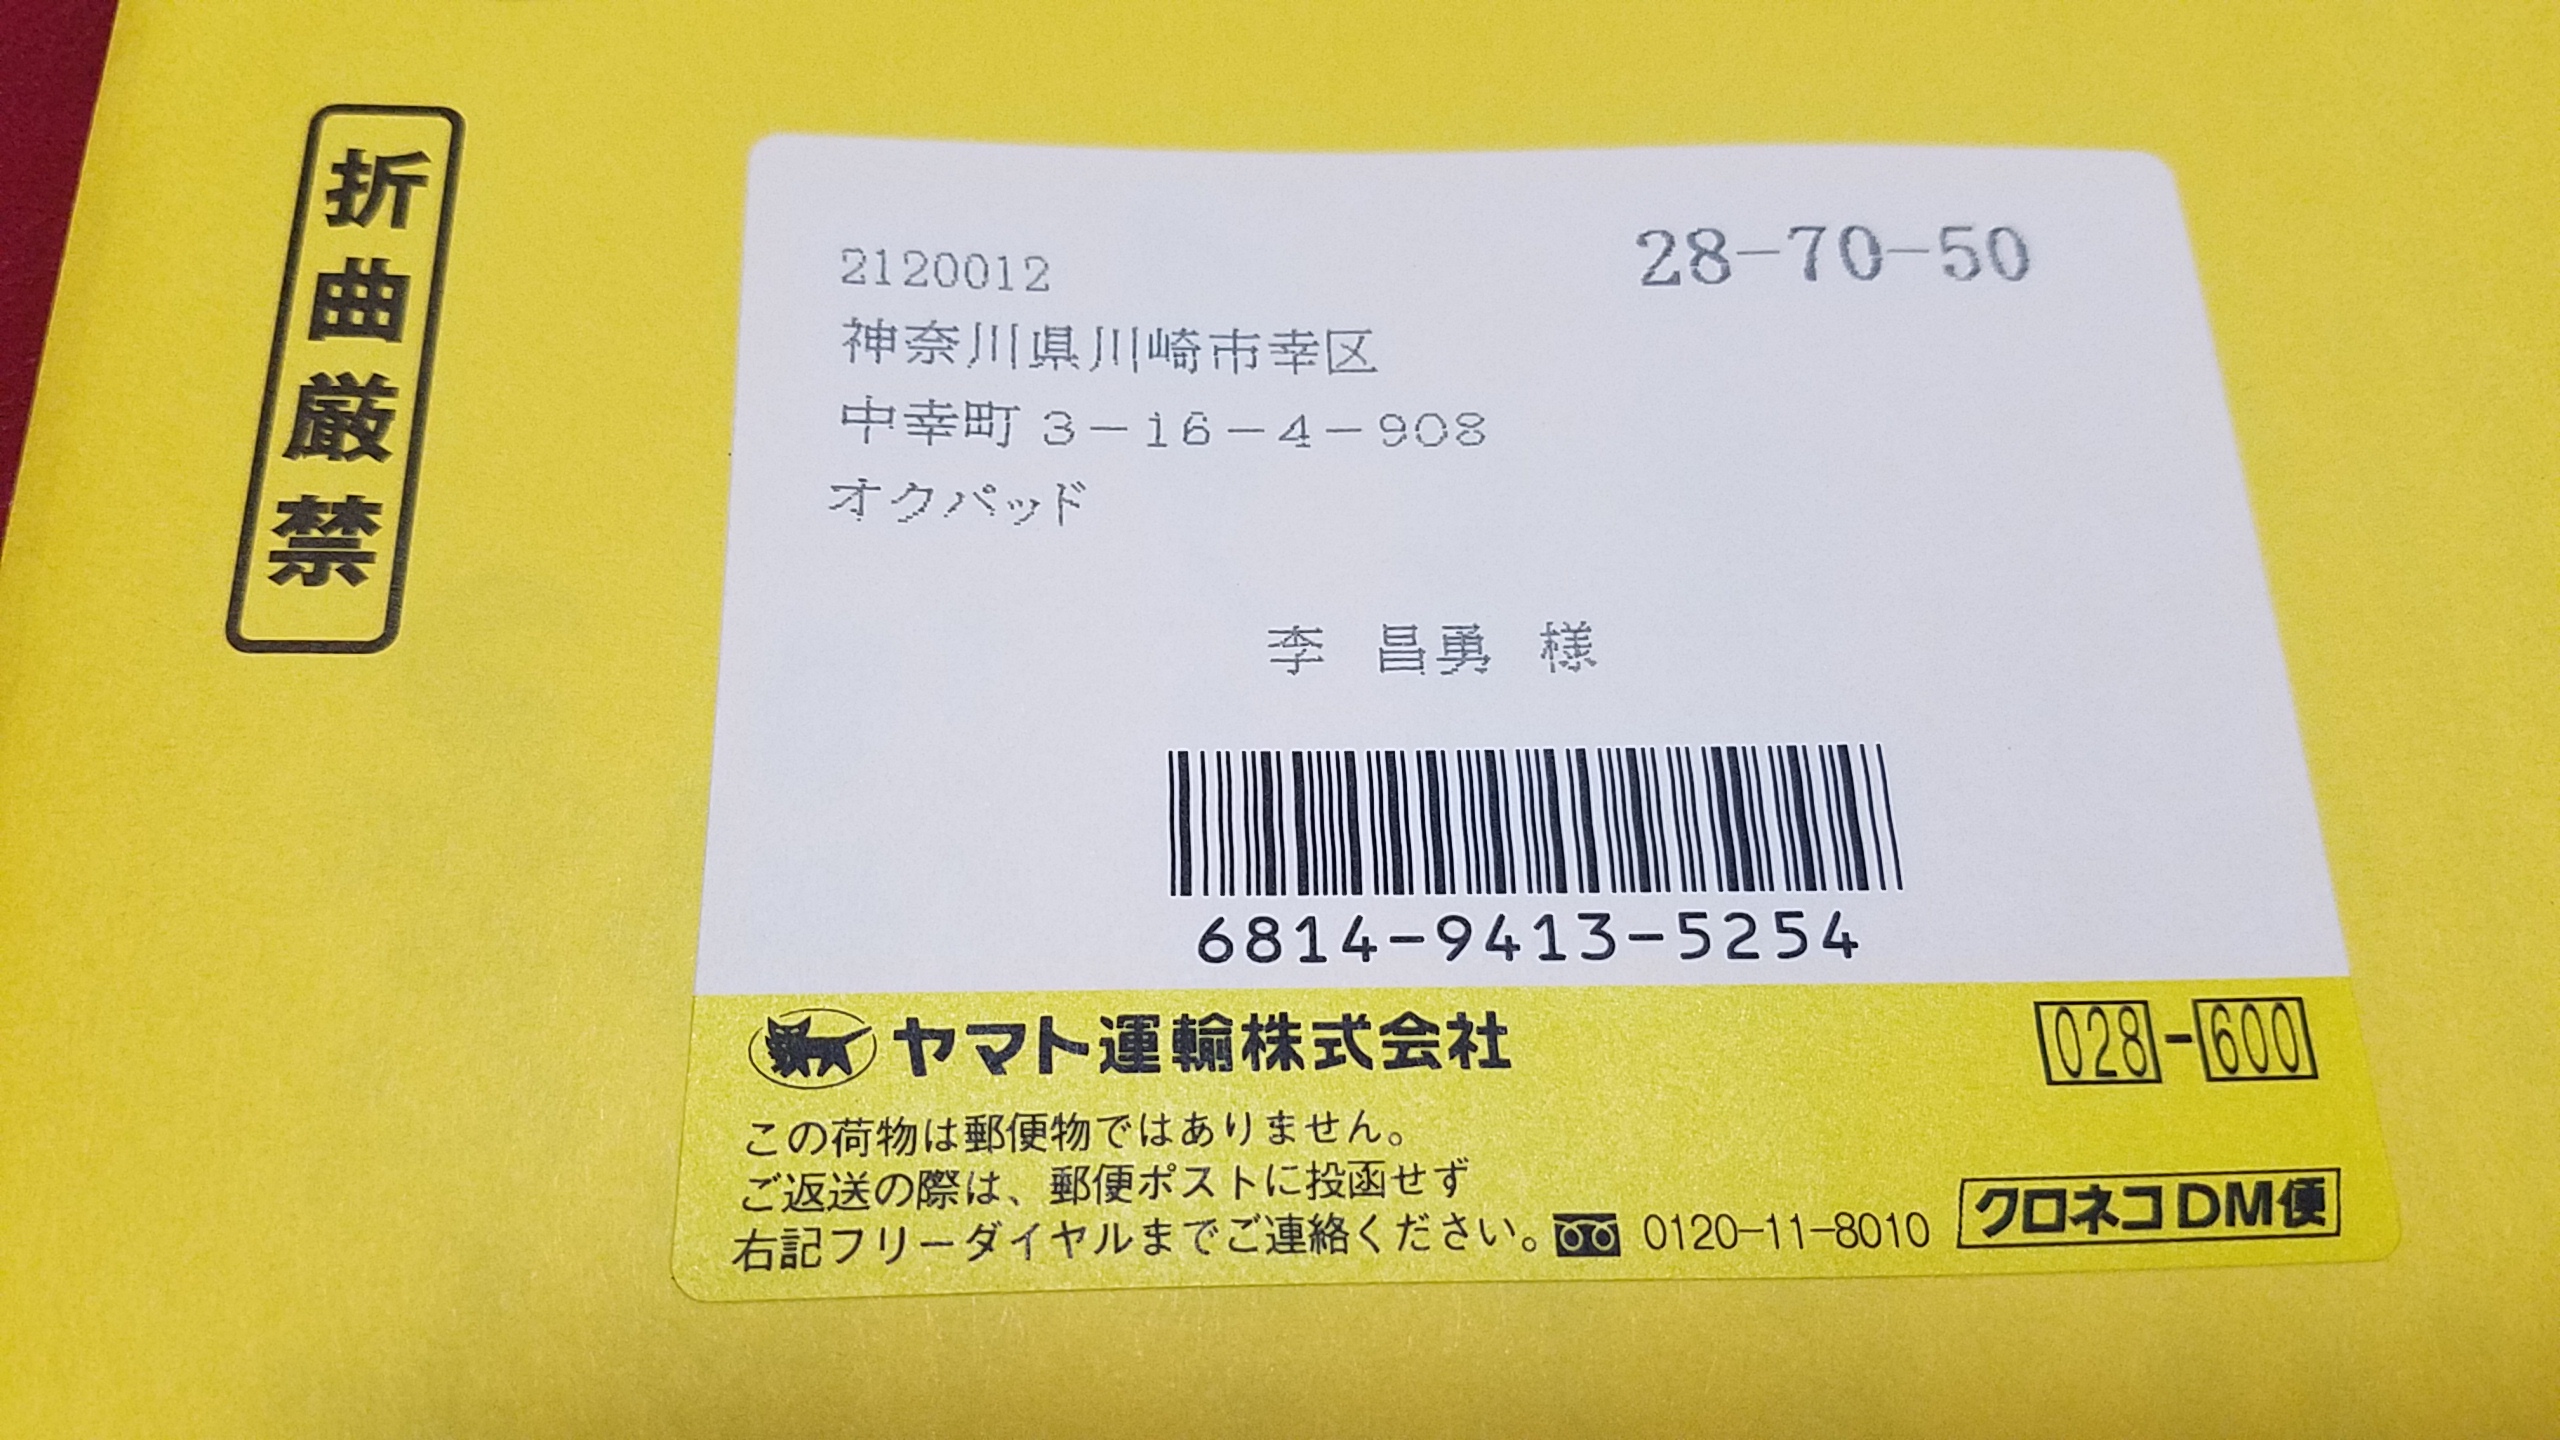 折曲厳禁
2120012
28-70-50
神奈川県川崎市幸区
中幸町3-16-4-908
オクパッド
李 昌勇 様
6814-9413-5254
ヤマト運輸株式会社
028-600
この荷物は郵便物ではありません。
ご返送の際は、郵便ポストに投函せず
右記フリーダイヤルまでご連絡ください。 0120-11-8010
クロネコDM便